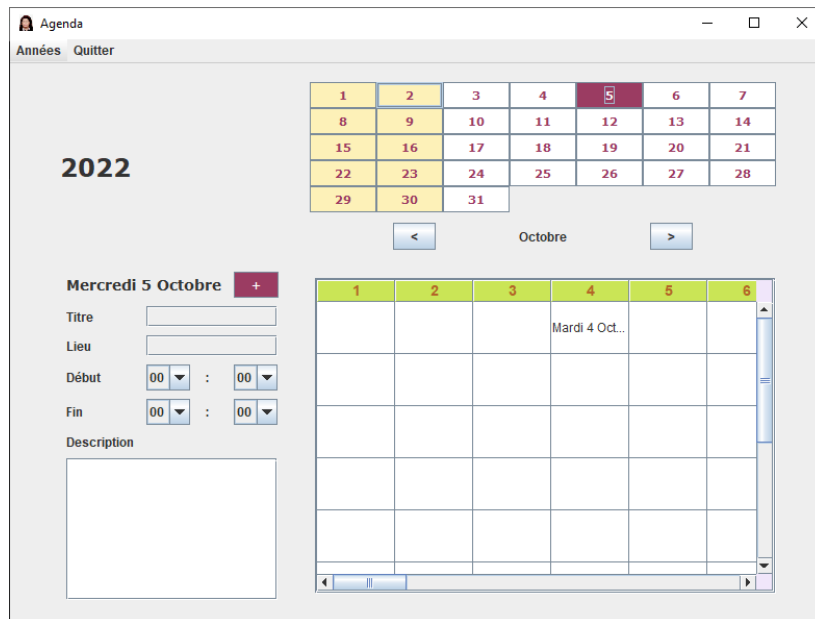 Agenda
Années Quitter
1 2 3 4 5 6 7
8 9 10 11 12 13 14
15 16 17 18 19 20 21
22 23 24 25 26 27 28
29 30 31
2022
< Octobre >
Mercredi 5 Octobre +
Titre
Lieu
Début 00 : 00
Fin 00 : 00
Description
1 2 3 4 5 6
Mardi 4 Oct...